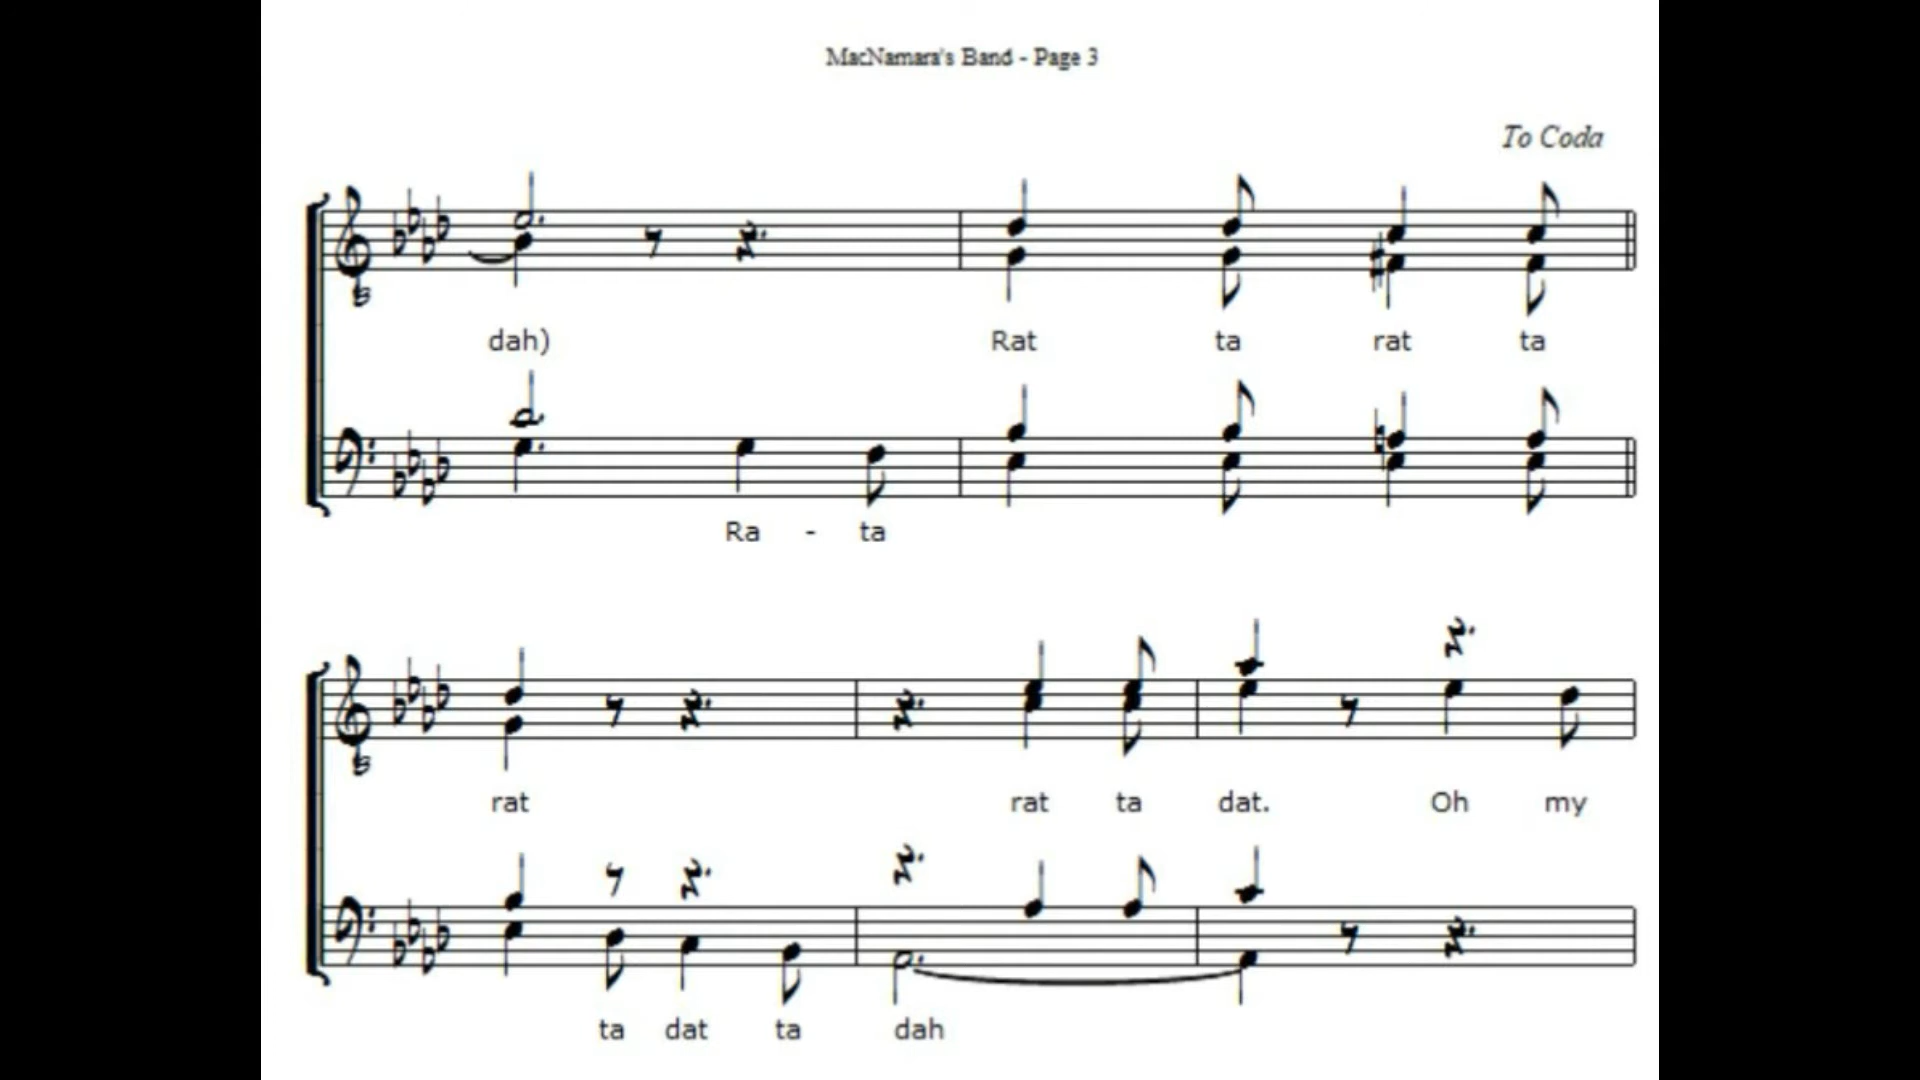 MacNamara's Band - Page 3
To Coda
dah) Rat ta rat ta
Ra - ta
rat rat ta dat. Oh my
ta dat ta dah